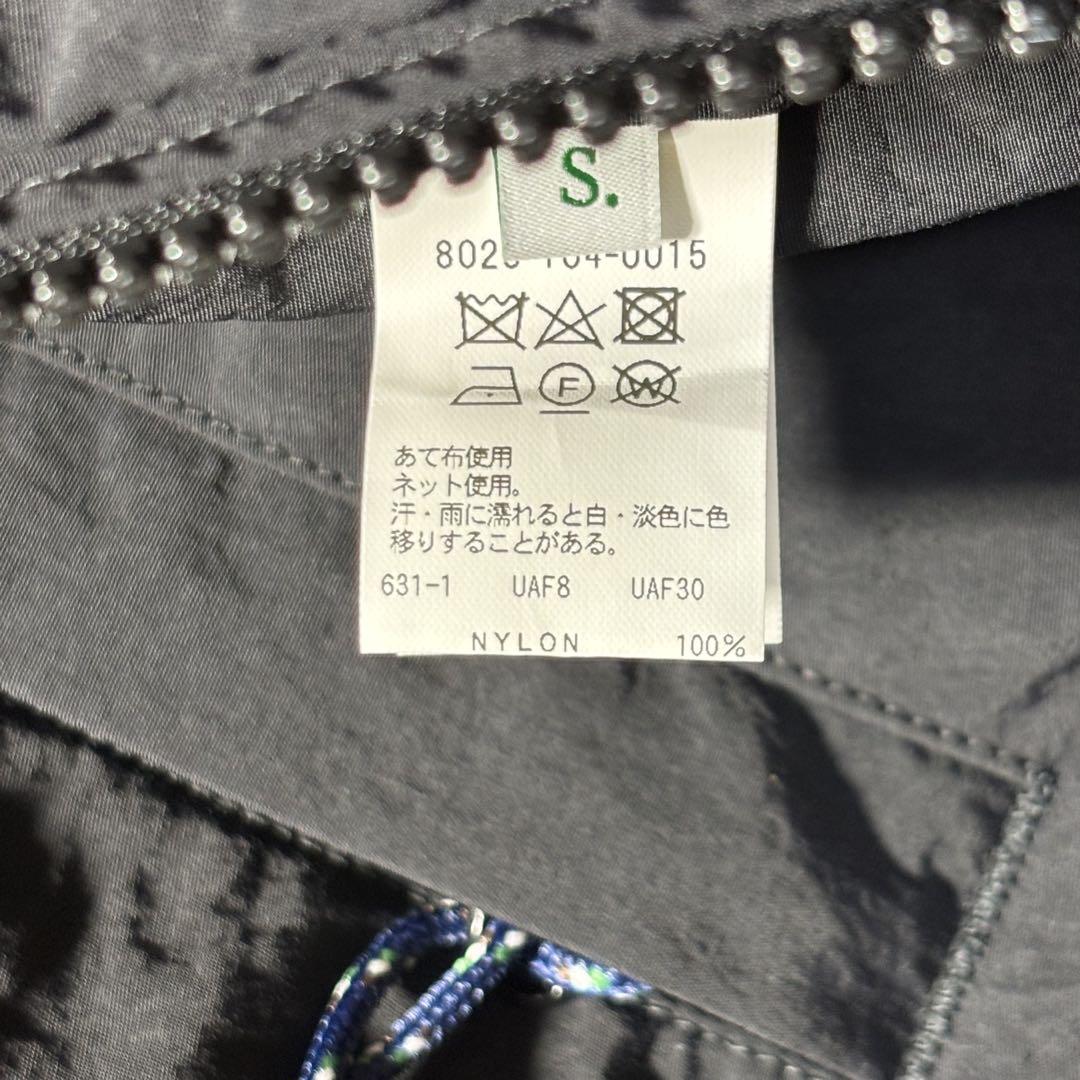 S.
-0015
F
W
あて布使用
ネット使用。
汗・雨に濡れると白・淡色に色
移りすることがある。
631-1 UAF8 UAF30
NYLON 100%